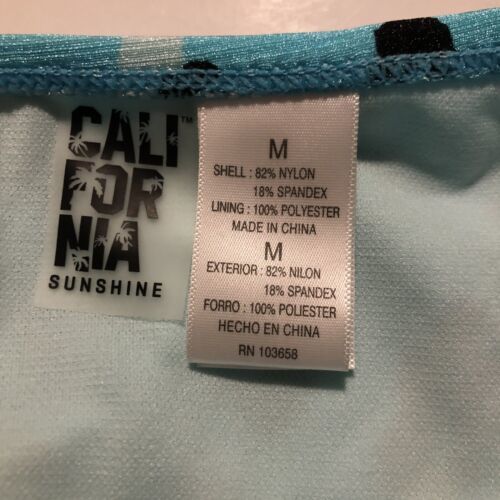 CALI™
FOR
NIA
SUNSHINE
M
SHELL : 82% NYLON
18% SPANDEX
LINING : 100% POLYESTER
MADE IN CHINA
M
EXTERIOR : 82% NILON
18% SPANDEX
FORRO : 100% POLIESTER
HECHO EN CHINA
RN 103658